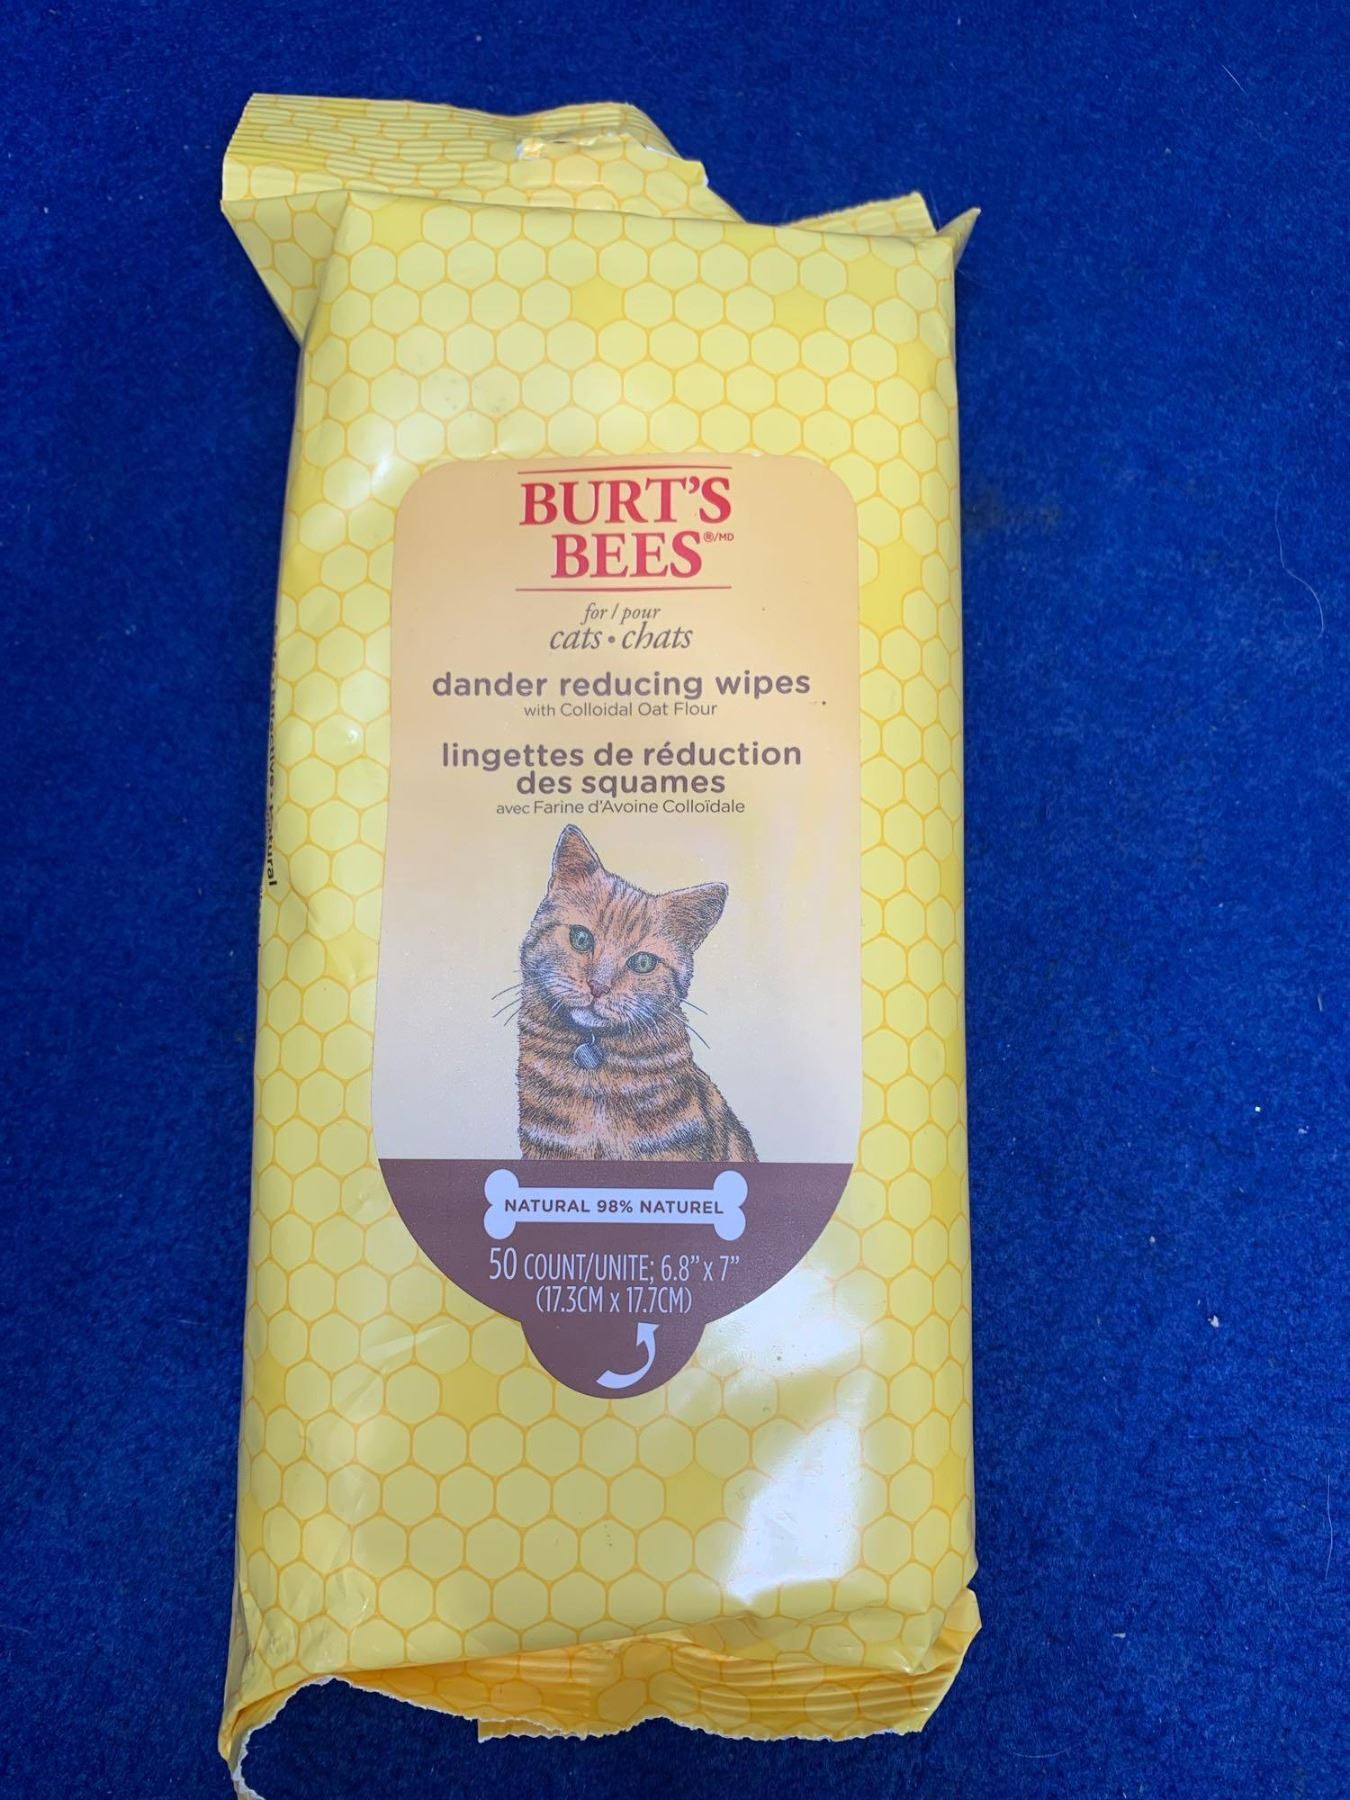 BURT'S
BEES®/MD
for / pour
cats • chats
dander reducing wipes
with Colloidal Oat Flour
lingettes de réduction
des squames
avec Farine d'Avoine Colloïdale
NATURAL 98% NATUREL
50 COUNT/UNITE; 6.8" x 7"
(17.3CM x 17.7CM)